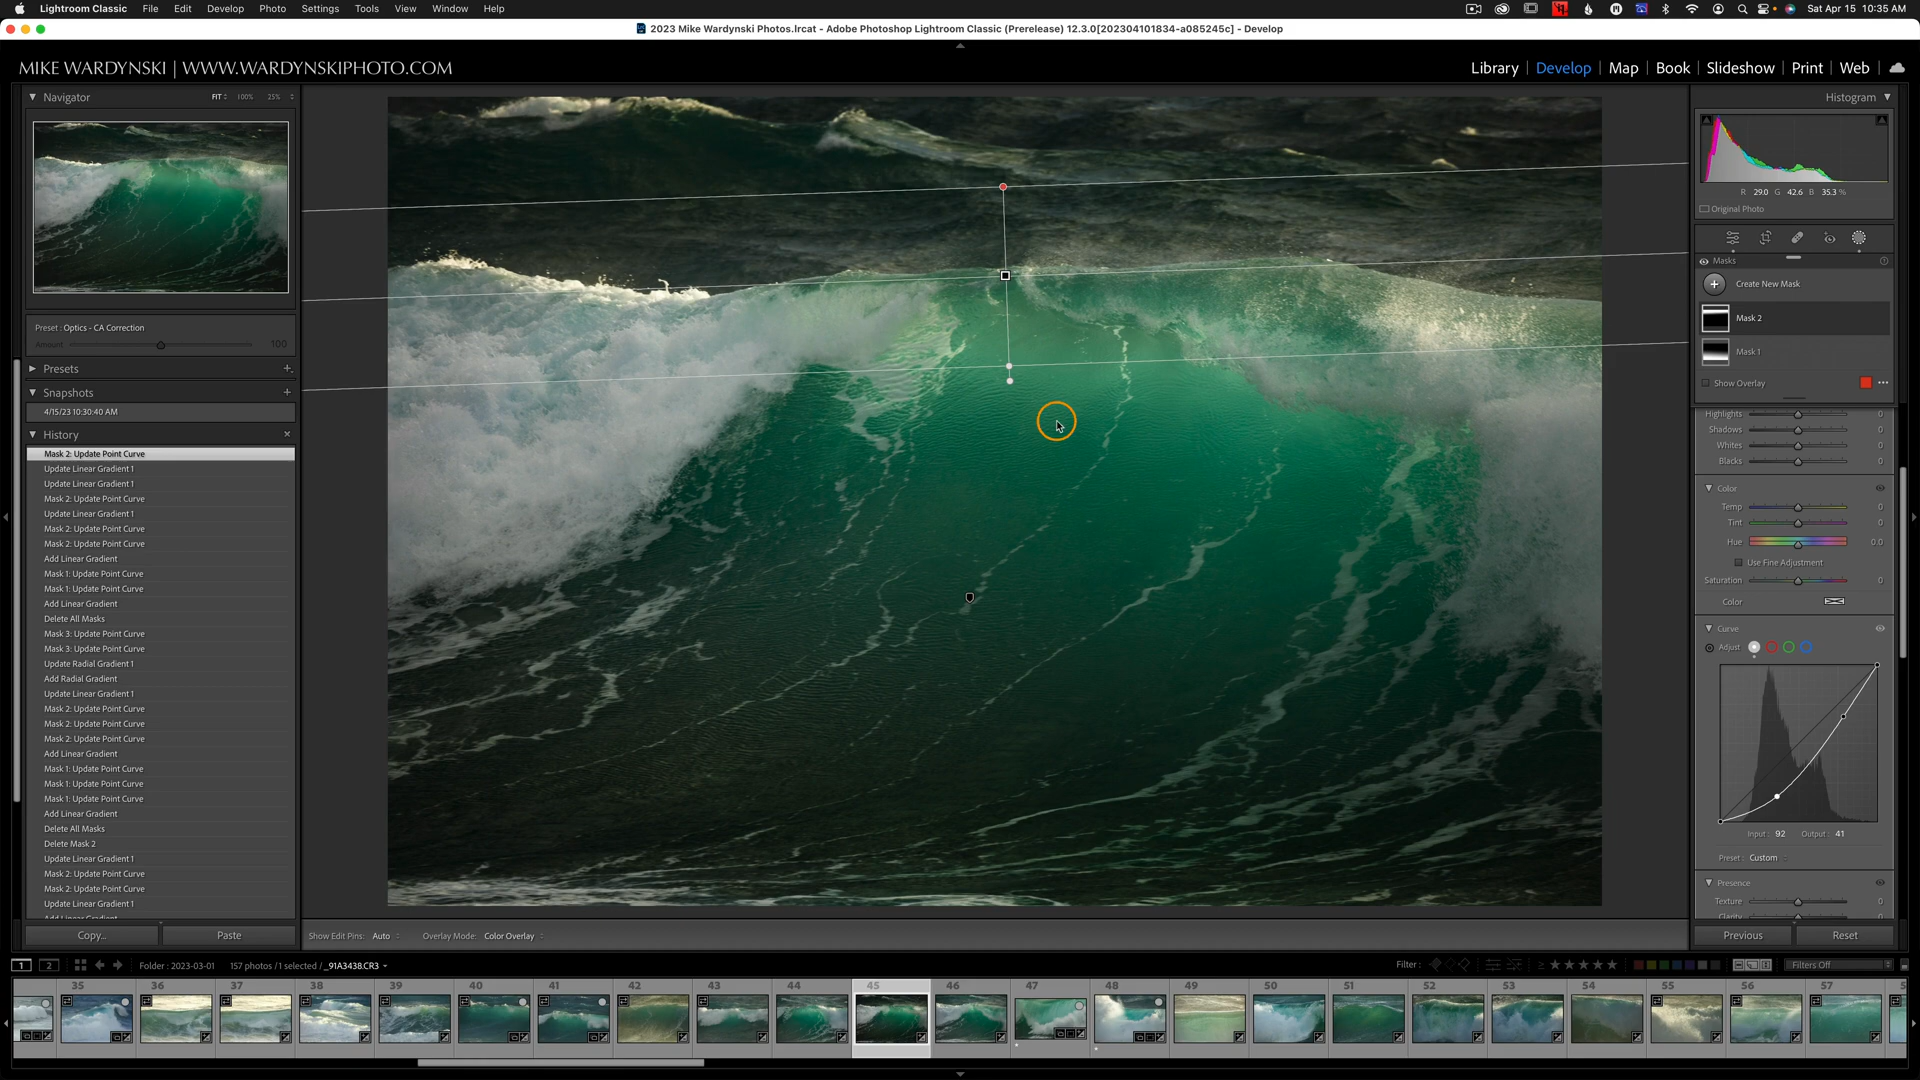 Lightroom Classic File Edit Develop Photo Settings Tools View Window Help Sat Apr 15 10:35 AM
2023 Mike Wardynski Photos.lrcat - Adobe Photoshop Lightroom Classic (Prerelease) 12.3.0[202304101834-a085245c] - Develop
MIKE WARDYNSKI | WWW.WARDYNSKIPHOTO.COM
Library | Develop | Map | Book | Slideshow | Print | Web
Navigator FIT 100% 25%
Histogram
R 29.0 G 42.6 B 35.3 %
Original Photo
Masks
Create New Mask
Mask 2
Mask 1
Show Overlay
Preset : Optics - CA Correction
Amount 100
Presets
Snapshots
4/15/23 10:30:40 AM
History
Mask 2: Update Point Curve
Update Linear Gradient 1
Update Linear Gradient 1
Mask 2: Update Point Curve
Update Linear Gradient 1
Mask 2: Update Point Curve
Mask 2: Update Point Curve
Add Linear Gradient
Mask 1: Update Point Curve
Mask 1: Update Point Curve
Add Linear Gradient
Delete All Masks
Mask 3: Update Point Curve
Mask 3: Update Point Curve
Update Radial Gradient 1
Add Radial Gradient
Update Linear Gradient 1
Mask 2: Update Point Curve
Mask 2: Update Point Curve
Mask 2: Update Point Curve
Add Linear Gradient
Mask 1: Update Point Curve
Mask 1: Update Point Curve
Mask 1: Update Point Curve
Add Linear Gradient
Delete All Masks
Delete Mask 2
Update Linear Gradient 1
Mask 2: Update Point Curve
Mask 2: Update Point Curve
Update Linear Gradient 1
Add Linear Gradient
Copy... Paste
Highlights 0
Shadows 0
Whites 0
Blacks 0
Color
Temp 0
Tint 0
Hue 0.0
Use Fine Adjustment
Saturation 0
Color
Curve
Adjust
Input : 92 Output : 41
Preset : Custom
Presence
Texture 0
Clarity 0
Previous Reset
Show Edit Pins: Auto Overlay Mode: Color Overlay
1 2 Folder : 2023-03-01 157 photos / 1 selected / _91A3438.CR3
Filter : Filters Off
35 36 37 38 39 40 41 42 43 44 45 46 47 48 49 50 51 52 53 54 55 56 57